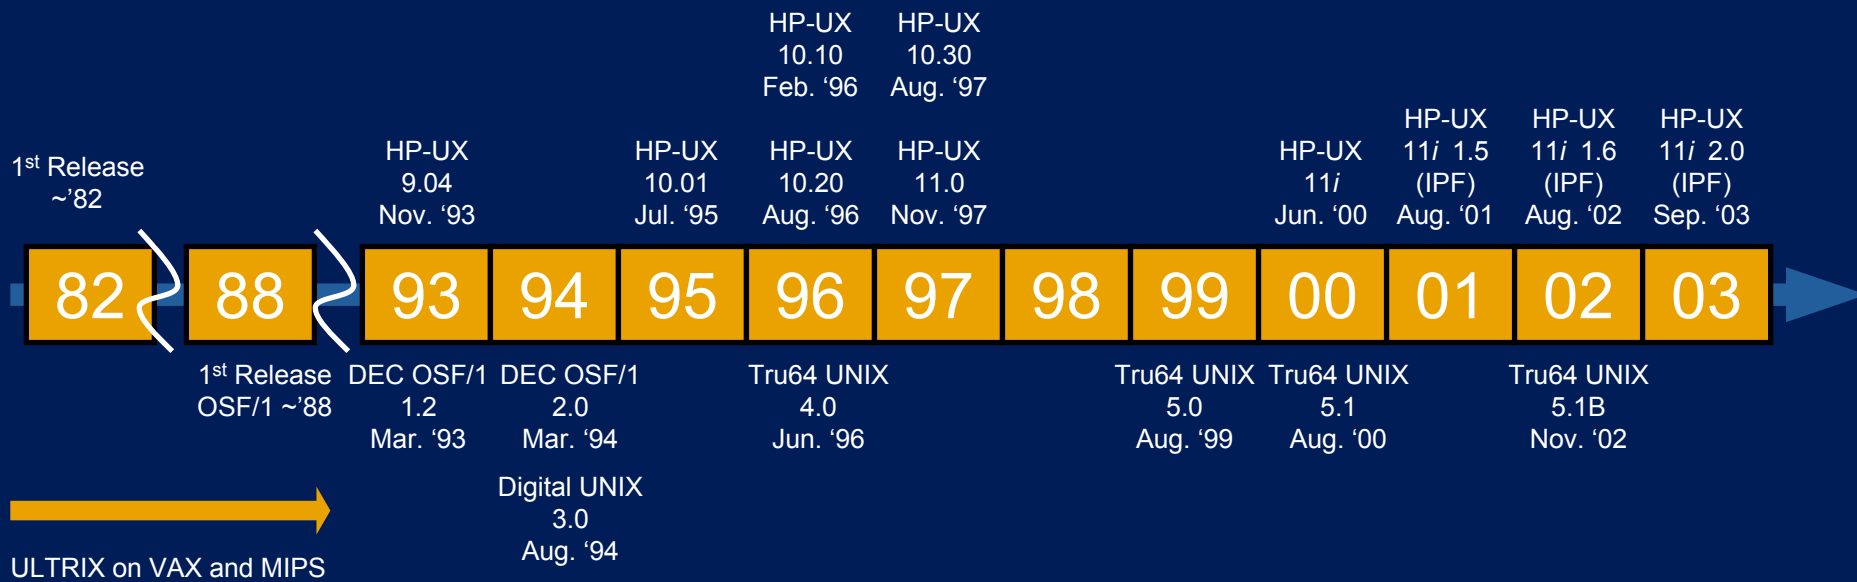 HP-UX
10.10
Feb. ‘96
HP-UX
10.30
Aug. ‘97
1st Release
~’82
HP-UX
9.04
Nov. ‘93
HP-UX
10.01
Jul. ‘95
HP-UX
10.20
Aug. ‘96
HP-UX
11.0
Nov. ‘97
HP-UX
11i
Jun. ‘00
HP-UX
11i 1.5
(IPF)
Aug. ‘01
HP-UX
11i 1.6
(IPF)
Aug. ‘02
HP-UX
11i 2.0
(IPF)
Sep. ‘03
82 88 93 94 95 96 97 98 99 00 01 02 03
1st Release
OSF/1 ~’88
DEC OSF/1
1.2
Mar. ‘93
DEC OSF/1
2.0
Mar. ‘94
Digital UNIX
3.0
Aug. ‘94
Tru64 UNIX
4.0
Jun. ‘96
Tru64 UNIX
5.0
Aug. ‘99
Tru64 UNIX
5.1
Aug. ‘00
Tru64 UNIX
5.1B
Nov. ‘02
ULTRIX on VAX and MIPS